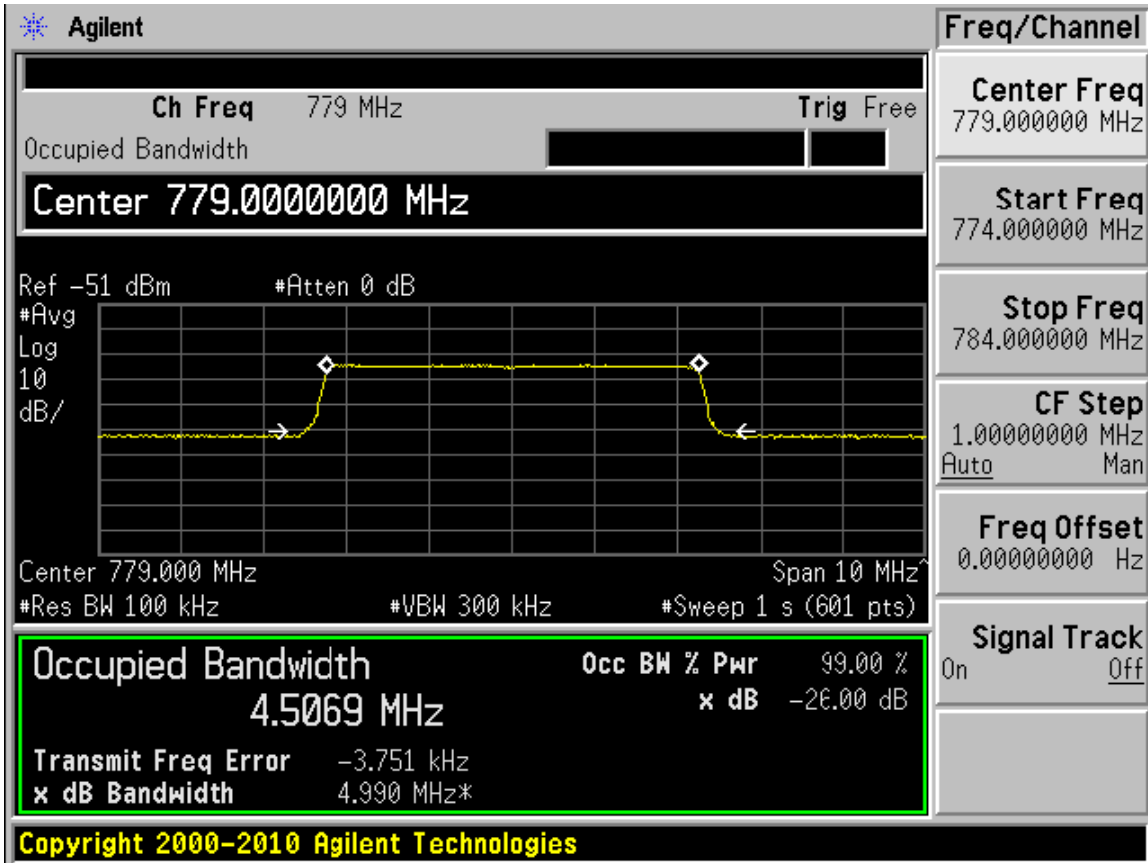 Agilent
Freq/Channel
Ch Freq 779 MHz Trig Free
Occupied Bandwidth
Center 779.0000000 MHz
Ref -51 dBm #Atten 0 dB
#Avg
Log
10
dB/
Center 779.000 MHz Span 10 MHz^
#Res BW 100 kHz #VBW 300 kHz #Sweep 1 s (601 pts)
Occupied Bandwidth
4.5069 MHz
Occ BW % Pwr 99.00 %
x dB -26.00 dB
Transmit Freq Error -3.751 kHz
x dB Bandwidth 4.990 MHz*
Center Freq
779.000000 MHz
Start Freq
774.000000 MHz
Stop Freq
784.000000 MHz
CF Step
1.00000000 MHz
Auto Man
Freq Offset
0.00000000 Hz
Signal Track
On Off
Copyright 2000-2010 Agilent Technologies